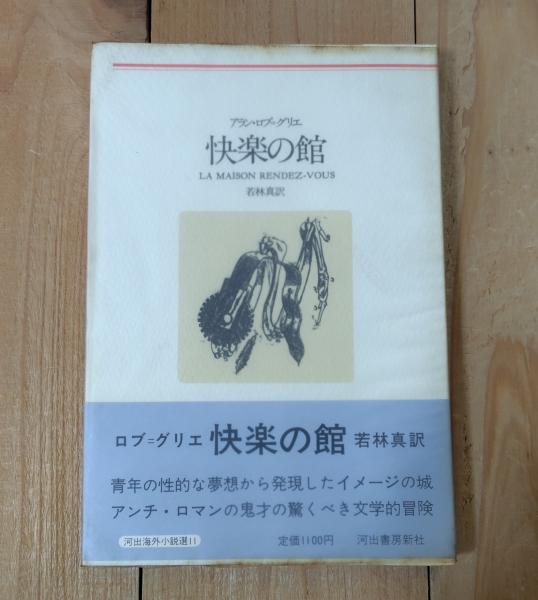 アラン・ロブ=グリエ
快楽の館
LA MAISON RENDEZ-VOUS
若林真訳
ロブ=グリエ 快楽の館 若林真訳
青年の性的な夢想から発現したイメージの城
アンチ・ロマンの鬼才の驚くべき文学的冒険
河出海外小説選11 定価1100円 河出書房新社